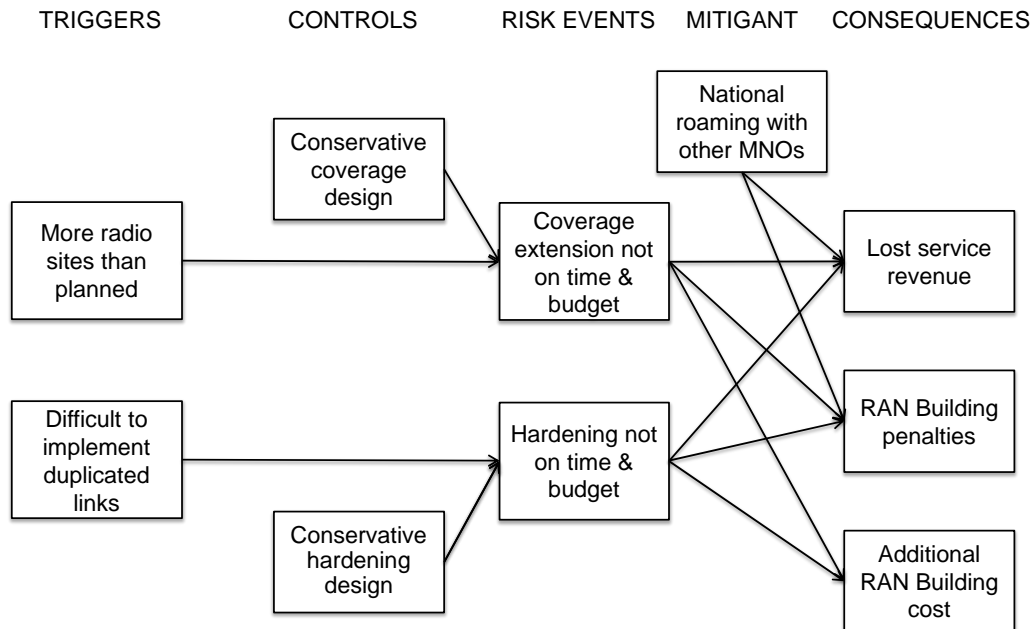 TRIGGERS
CONTROLS
RISK EVENTS
MITIGANT
CONSEQUENCES
More radio
sites than
planned
Difficult to
implement
duplicated
links
Conservative
coverage
design
Conservative
hardening
design
Coverage
extension not
on time &
budget
Hardening not
on time &
budget
National
roaming with
other MNOs
Lost service
revenue
RAN Building
penalties
Additional
RAN Building
cost